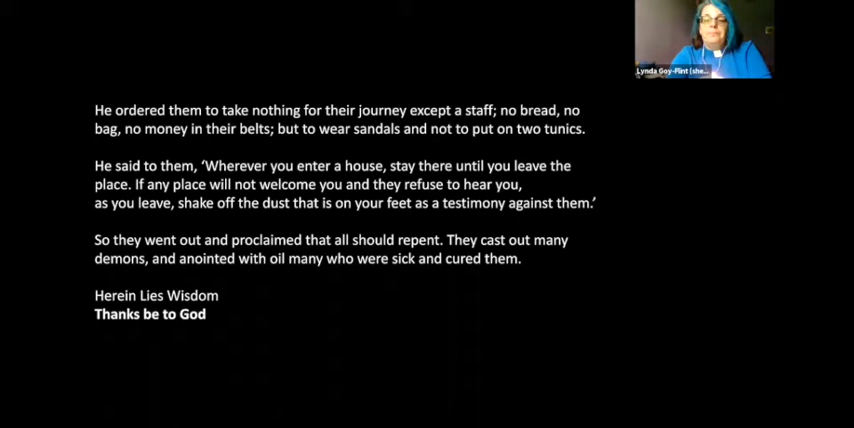 Lynda Goy-Flint (she...
He ordered them to take nothing for their journey except a staff; no bread, no
bag, no money in their belts; but to wear sandals and not to put on two tunics.
He said to them, ‘Wherever you enter a house, stay there until you leave the
place. If any place will not welcome you and they refuse to hear you,
as you leave, shake off the dust that is on your feet as a testimony against them.’
So they went out and proclaimed that all should repent. They cast out many
demons, and anointed with oil many who were sick and cured them.
Herein Lies Wisdom
Thanks be to God